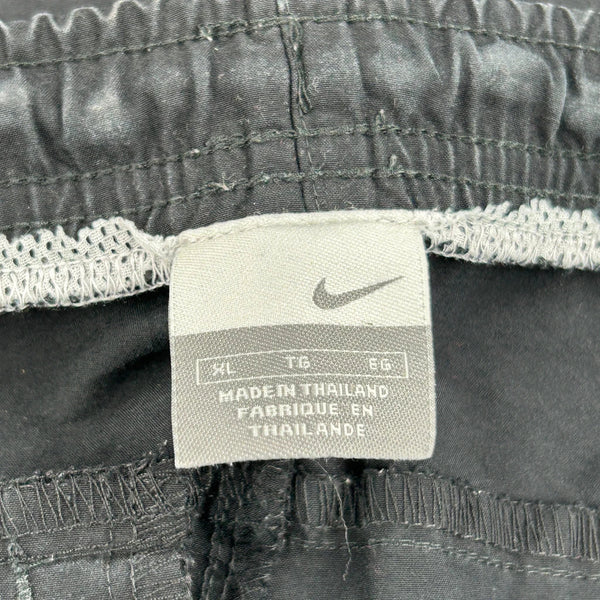 XL TG EG
MADE IN THAILAND
FABRIQUE EN
THAILANDE